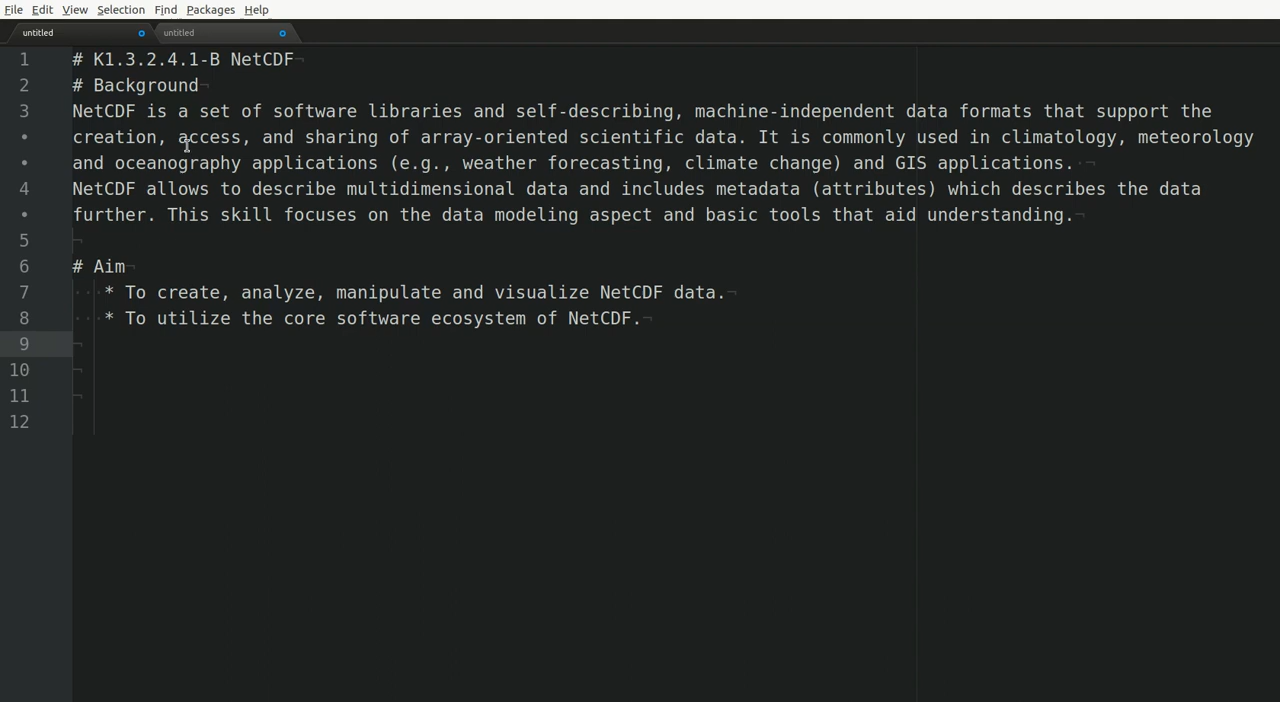 File Edit View Selection Find Packages Help
untitled untitled
1 # K1.3.2.4.1-B NetCDF¬
2 # Background¬
3 NetCDF is a set of software libraries and self-describing, machine-independent data formats that support the
• creation, access, and sharing of array-oriented scientific data. It is commonly used in climatology, meteorology
• and oceanography applications (e.g., weather forecasting, climate change) and GIS applications.·¬
4 NetCDF allows to describe multidimensional data and includes metadata (attributes) which describes the data
• further. This skill focuses on the data modeling aspect and basic tools that aid understanding.¬
5 ¬
6 # Aim¬
7 ···* To create, analyze, manipulate and visualize NetCDF data.¬
8 ···* To utilize the core software ecosystem of NetCDF.¬
9 ¬
10 ¬
11 ¬
12